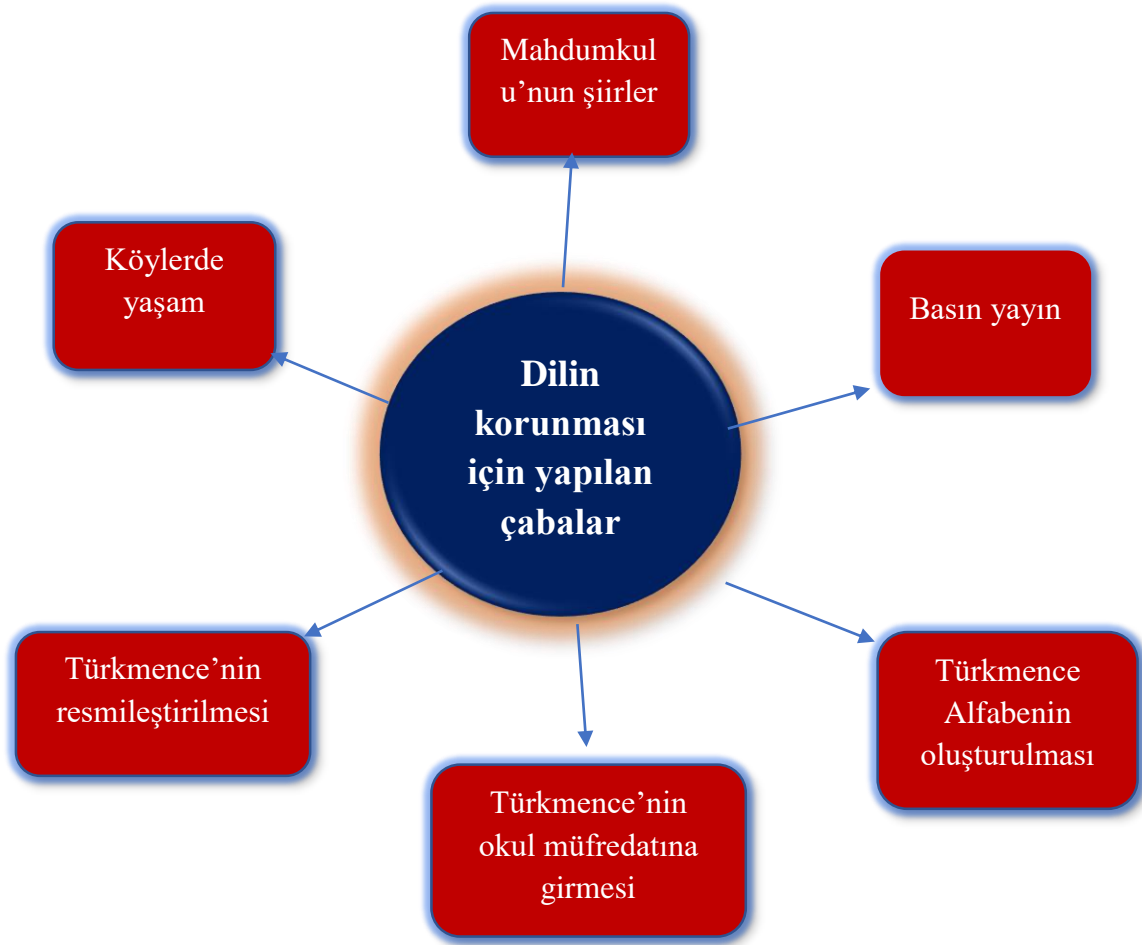 Mahdumkul
u’nun şiirler
Köylerde
yaşam
Basın yayın
Dilin
korunması
için yapılan
çabalar
Türkmence’nin
resmileştirilmesi
Türkmence
Alfabenin
oluşturulması
Türkmence’nin
okul müfredatına
girmesi